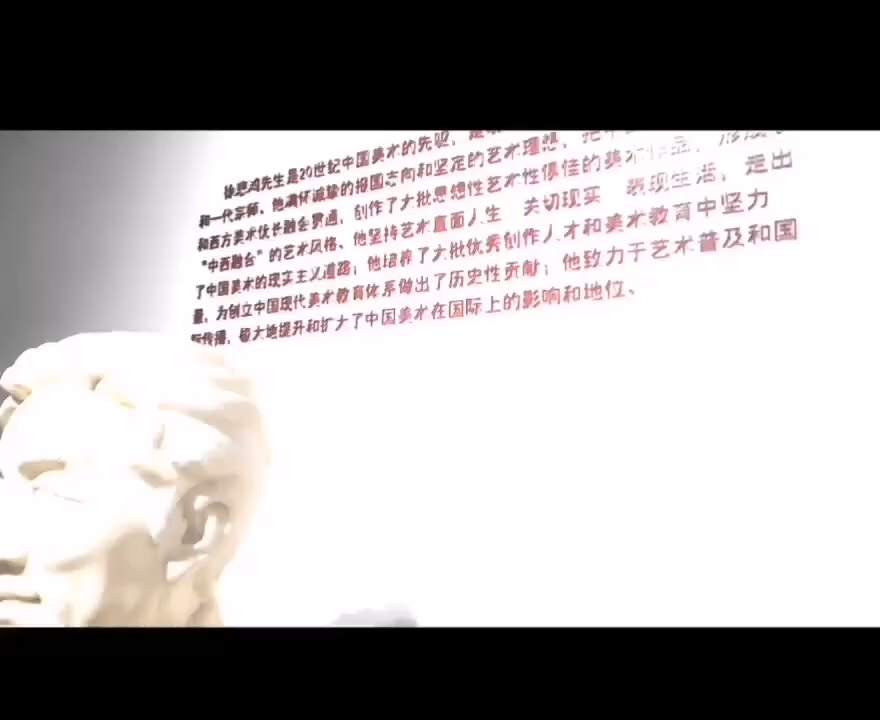 徐悲鸿先生是20世纪中国美术的先驱，是
和一代宗师。他满怀诚挚的报国志向和坚定的艺术理想，把中
和西方美术优长融会贯通，创作了大批思想性艺术性俱佳的美术作品，形成了
“中西融合”的艺术风格。他坚持艺术直面人生 关切现实 表现生活，走出
了中国美术的现实主义道路；他培养了大批优秀创作人才和美术教育中坚力
量，为创立中国现代美术教育体系做出了历史性贡献；他致力于艺术普及和国
际传播，极大地提升和扩大了中国美术在国际上的影响和地位。